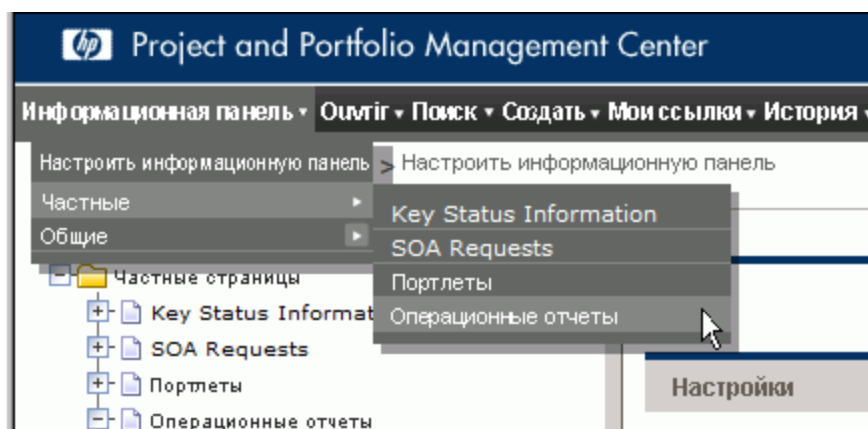 hp Project and Portfolio Management Center
Информационная панель Ouvrir Поиск Создать Мои ссылки История
Настроить информационную панель > Настроить информационную панель
Частные
Общие
Key Status Information
SOA Requests
Портлеты
Операционные отчеты
Частные страницы
Key Status Informat
SOA Requests
Портлеты
Операционные отчеты
Настройки